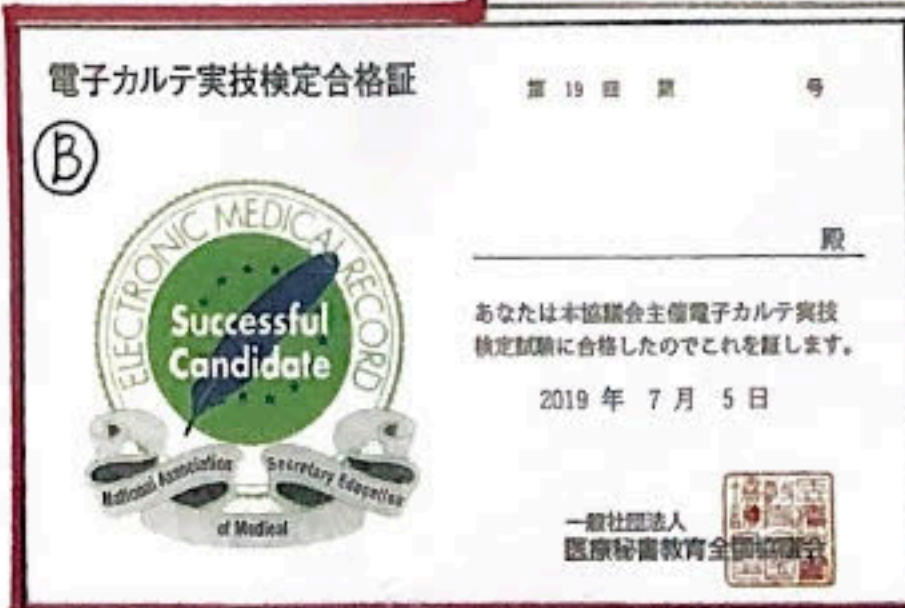 電子カルテ実技検定合格証
B
第 19 回 第 号
殿
あなたは本協議会主催電子カルテ実技
検定試験に合格したのでこれを証します。
2019 年 7 月 5 日
ELECTRONIC MEDICAL RECORD
Successful
Candidate
National Association
of Medical
Secretary Education
一般社団法人
医療秘書教育全国協議会